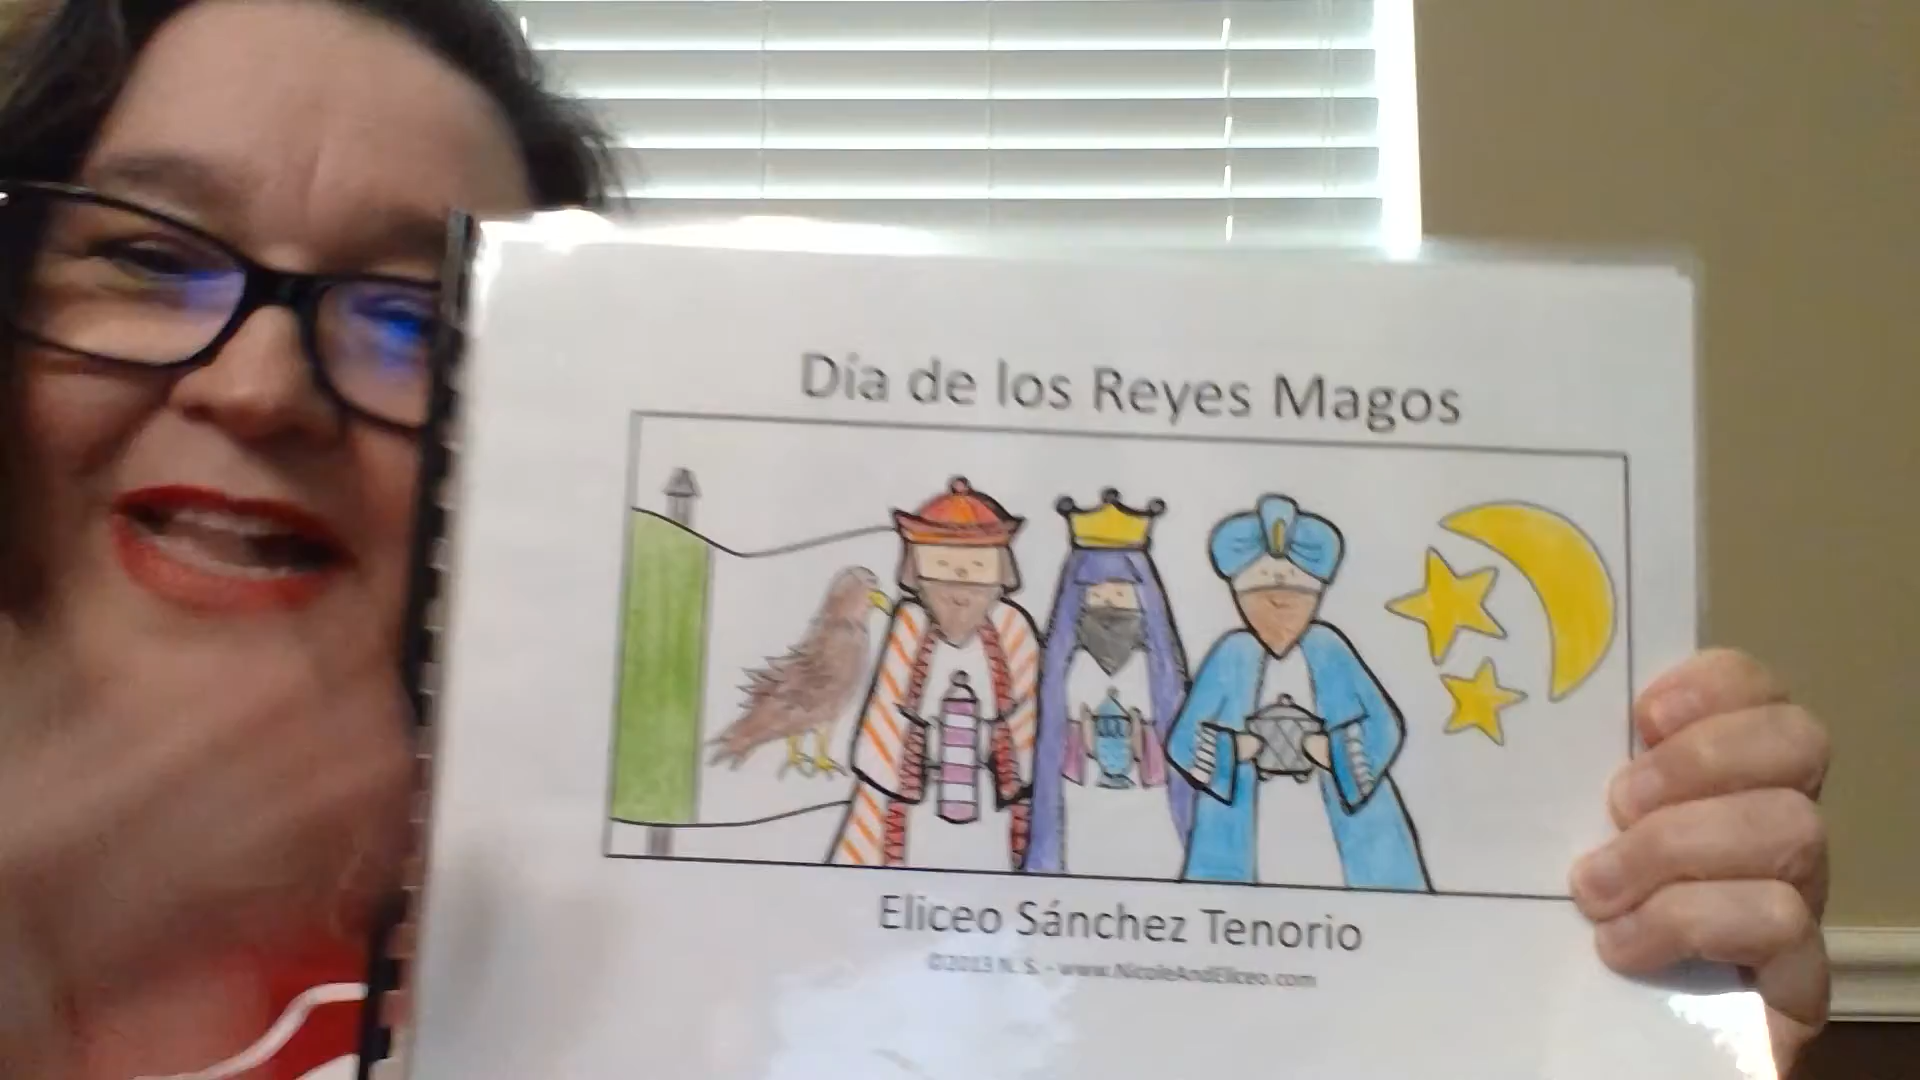 Día de los Reyes Magos
Eliceo Sánchez Tenorio
©2013 N. S. - www.NicoleAndEliceo.com